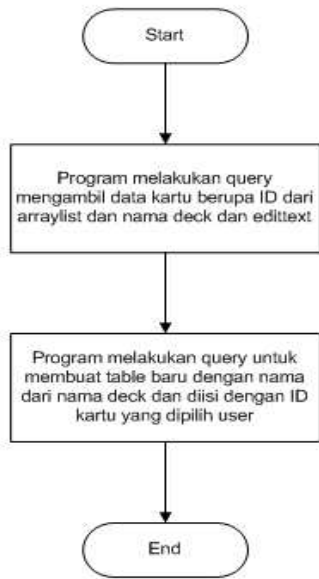 Start
Program melakukan query
mengambil data kartu berupa ID dari
arraylist dan nama deck dan edittext
Program melakukan query untuk
membuat table baru dengan nama
dari nama deck dan diisi dengan ID
kartu yang dipilih user
End